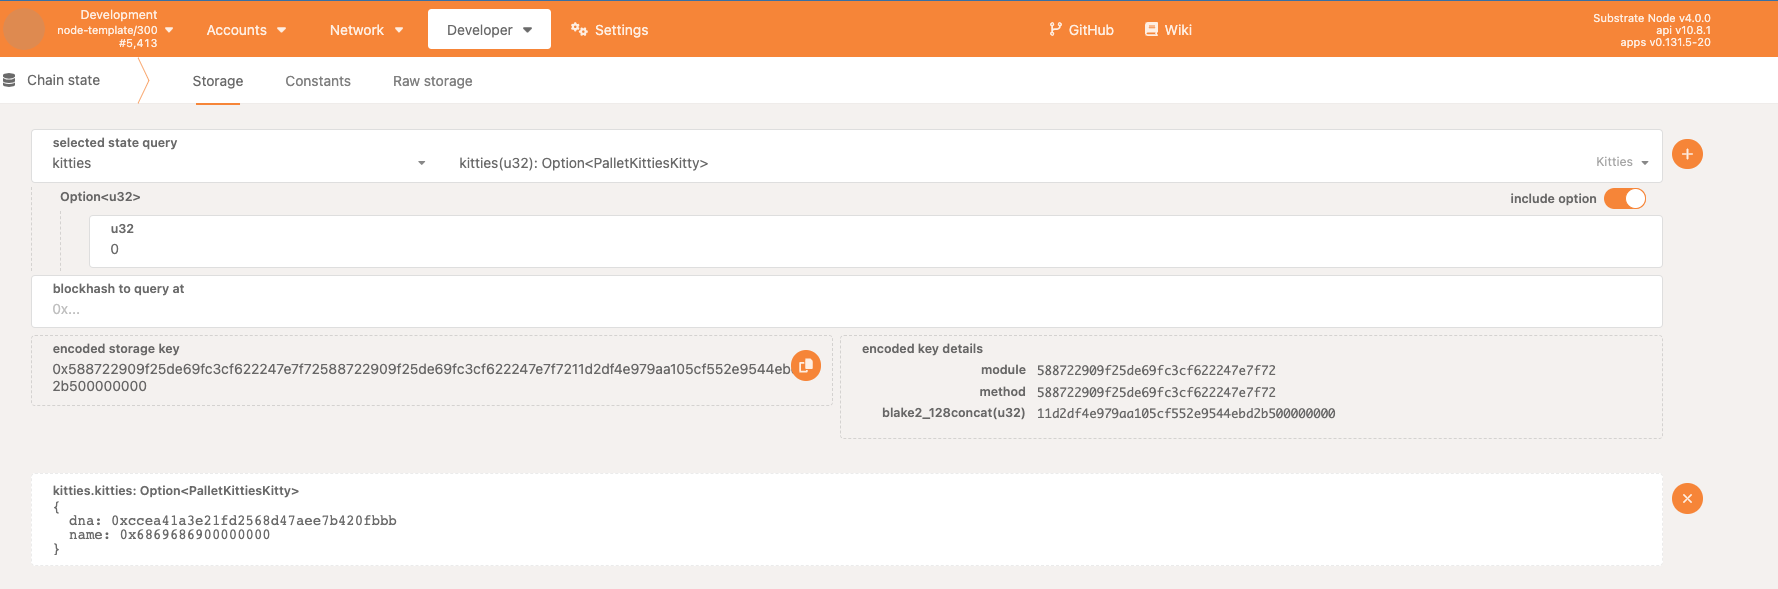 Development
node-template/300
#5,413
Accounts
Network
Developer
Settings
GitHub
Wiki
Substrate Node v4.0.0
api v10.8.1
apps v0.131.5-20
Chain state
Storage
Constants
Raw storage
selected state query
kitties
kitties(u32): Option<PalletKittiesKitty>
Kitties
Option<u32>
include option
u32
0
blockhash to query at
0x...
encoded storage key
0x588722909f25de69fc3cf622247e7f72588722909f25de69fc3cf622247e7f7211d2df4e979aa105cf552e9544eb
2b500000000
encoded key details
module 588722909f25de69fc3cf622247e7f72
method 588722909f25de69fc3cf622247e7f72
blake2_128concat(u32) 11d2df4e979aa105cf552e9544ebd2b500000000
kitties.kitties: Option<PalletKittiesKitty>
{
dna: 0xccea41a3e21fd2568d47aee7b420fbbb
name: 0x6869686900000000
}